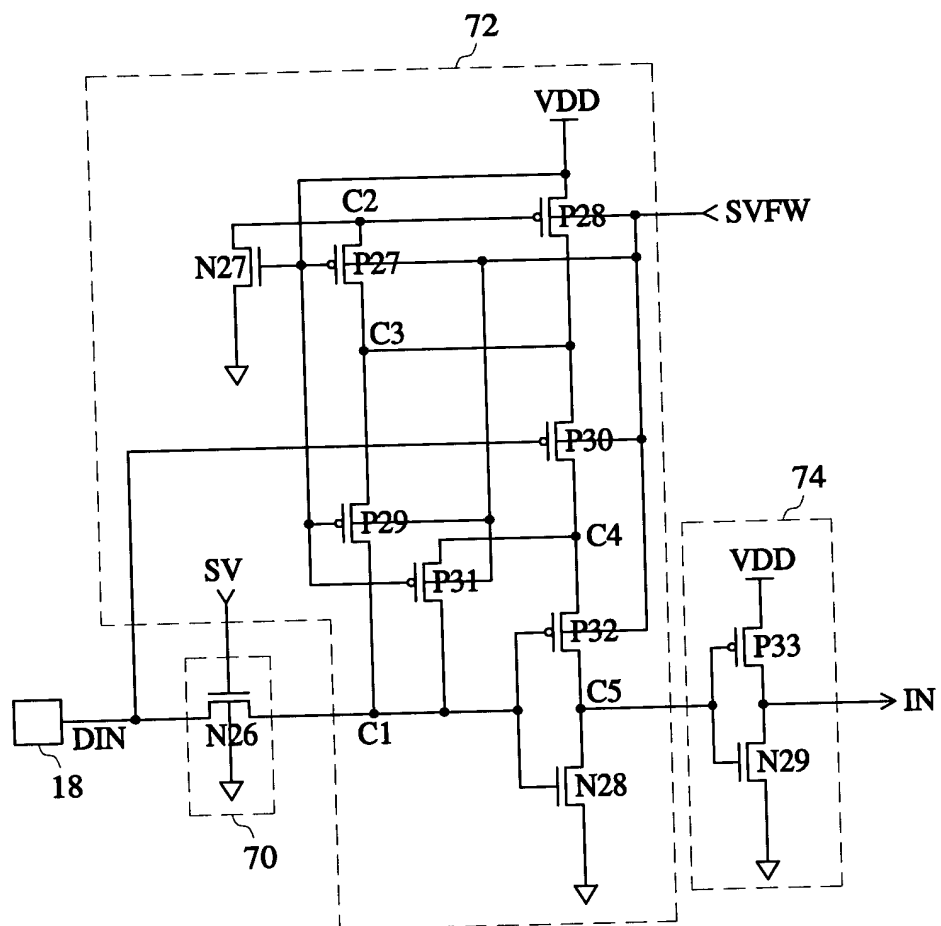 72
VDD
C2
P28
SVFW
N27
P27
C3
P30
74
P29
C4
VDD
SV
P31
P32
P33
C5
IN
DIN
N26
C1
N28
N29
18
70